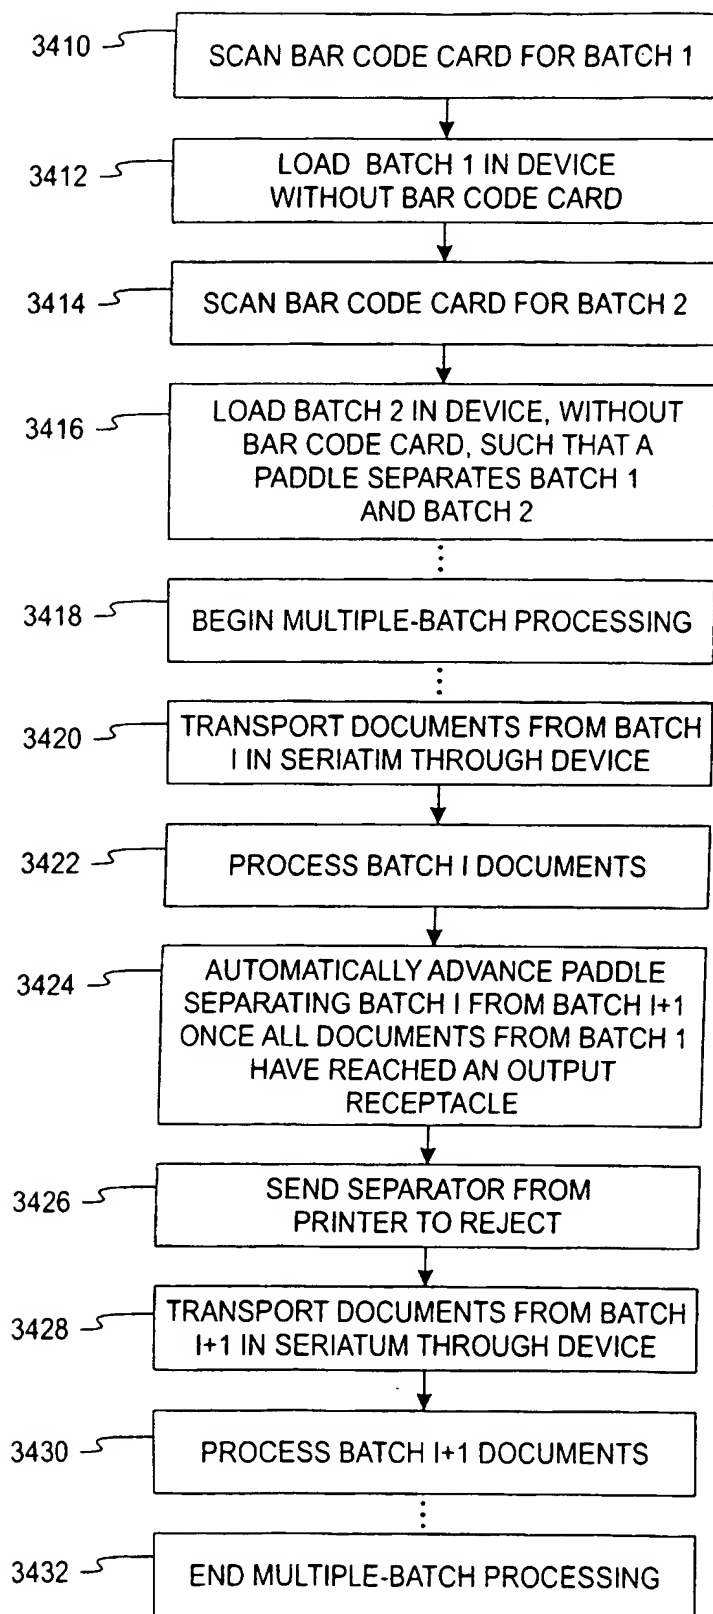 3410
SCAN BAR CODE CARD FOR BATCH 1
3412
LOAD BATCH 1 IN DEVICE
WITHOUT BAR CODE CARD
3414
SCAN BAR CODE CARD FOR BATCH 2
3416
LOAD BATCH 2 IN DEVICE, WITHOUT
BAR CODE CARD, SUCH THAT A
PADDLE SEPARATES BATCH 1
AND BATCH 2
3418
BEGIN MULTIPLE-BATCH PROCESSING
3420
TRANSPORT DOCUMENTS FROM BATCH
I IN SERIATIM THROUGH DEVICE
3422
PROCESS BATCH I DOCUMENTS
3424
AUTOMATICALLY ADVANCE PADDLE
SEPARATING BATCH I FROM BATCH I+1
ONCE ALL DOCUMENTS FROM BATCH 1
HAVE REACHED AN OUTPUT
RECEPTACLE
3426
SEND SEPARATOR FROM
PRINTER TO REJECT
3428
TRANSPORT DOCUMENTS FROM BATCH
I+1 IN SERIATUM THROUGH DEVICE
3430
PROCESS BATCH I+1 DOCUMENTS
3432
END MULTIPLE-BATCH PROCESSING